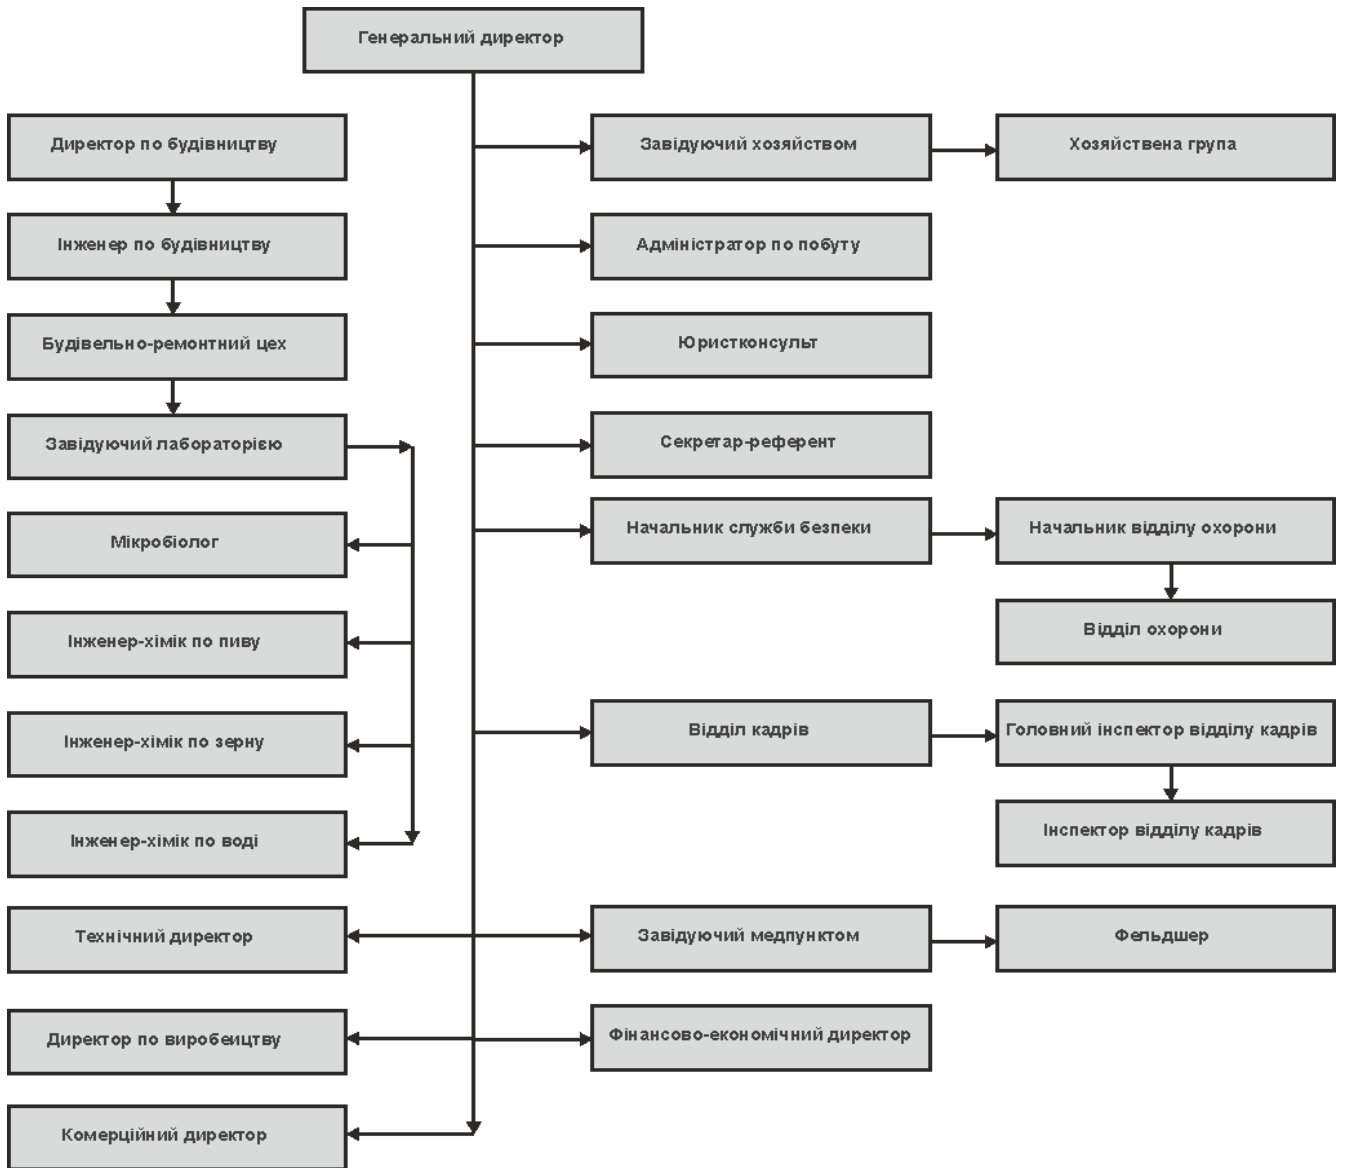 Генеральний директор
Директор по будівництву
Завідуючий хозяйством
Хозяйствена група
Інженер по будівництву
Адміністратор по побуту
Будівельно-ремонтний цех
Юристконсульт
Завідуючий лабораторією
Секретар-референт
Мікробіолог
Начальник служби безпеки
Начальник відділу охорони
Інженер-хімік по пиву
Відділ охорони
Інженер-хімік по зерну
Відділ кадрів
Головний інспектор відділу кадрів
Інженер-хімік по воді
Інспектор відділу кадрів
Технічний директор
Завідуючий медпунктом
Фельдшер
Директор по виробеицтву
Фінансово-економічний директор
Комерційний директор